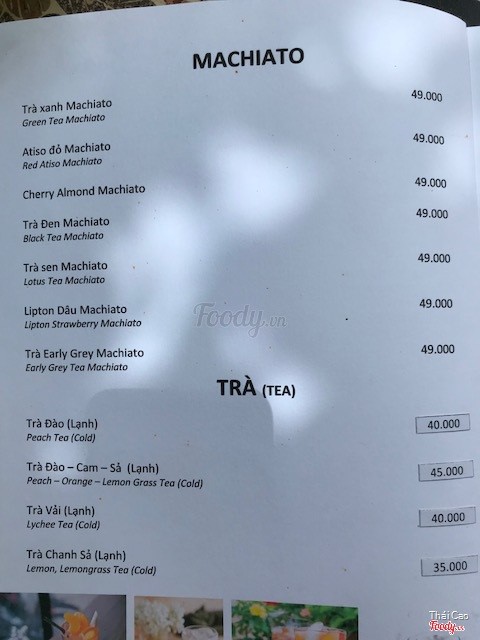 MACHIATO
Trà xanh Machiato 49.000
Green Tea Machiato
Atiso đỏ Machiato 49.000
Red Atiso Machiato
Cherry Almond Machiato 49.000
Trà Đen Machiato 49.000
Black Tea Machiato
Trà sen Machiato 49.000
Lotus Tea Machiato
Lipton Dâu Machiato 49.000
Lipton Strawberry Machiato
Foody.vn
Trà Early Grey Machiato 49.000
Early Grey Tea Machiato
TRÀ (TEA)
Trà Đào (Lạnh) 40.000
Peach Tea (Cold)
Trà Đào – Cam – Sả (Lạnh) 45.000
Peach – Orange – Lemon Grass Tea (Cold)
Trà Vải (Lạnh) 40.000
Lychee Tea (Cold)
Trà Chanh Sả (Lạnh) 35.000
Lemon, Lemongrass Tea (Cold)
Thái Cao
Foody.vn